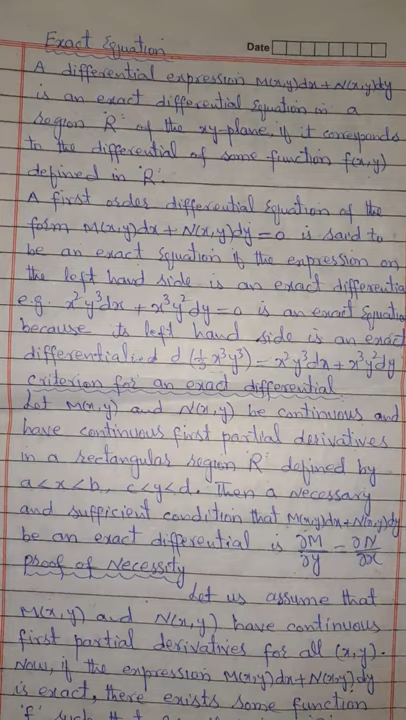 Exact Equation
Date
A differential expression M(x,y)dx + N(x,y)dy
is an exact differential Equation in a
region 'R' of the xy-plane, if it corresponds
to the differential of some function f(x,y)
defined in 'R'.
A first order differential Equation of the
form M(x,y)dx + N(x,y)dy = 0 is said to
be an exact Equation if the expression on
the left hand side is an exact differentia
e.g. x²y³dx + x³y²dy = 0 is an exact Equatio
because its left hand side is an exact
differential i.e d(⅓x³y³) = x²y³dx + x³y²dy
Criterion for an exact differential
Let M(x,y) and N(x,y) be continuous and
have continuous first partial derivatives
in a rectangular region 'R' defined by
a<x<b, c<y<d. Then a necessary
and sufficient condition that M(x,y)dx + N(x,y)dy
be an exact differential is ∂M/∂y = ∂N/∂x
Proof of Necessity
Let us assume that
M(x,y) and N(x,y) have continuous
first partial derivatives for all (x,y).
Now, if the expression M(x,y)dx + N(x,y)dy
is exact, there exists some function
'f' such that